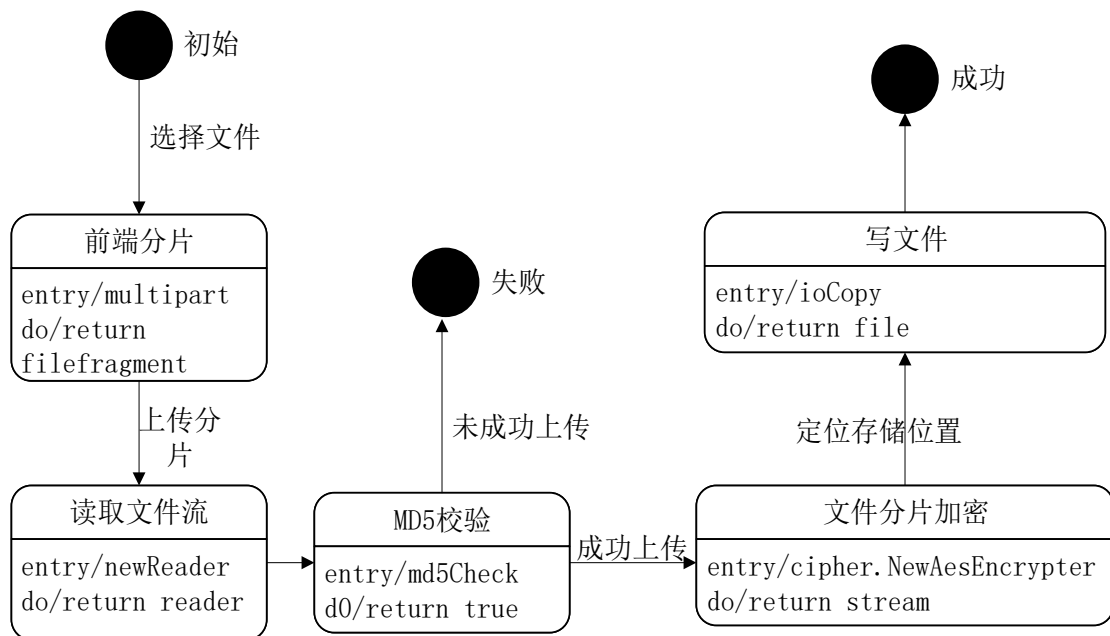 初始
成功
选择文件
前端分片
entry/multipart
do/return
filefragment
失败
写文件
entry/ioCopy
do/return file
上传分
片
未成功上传
定位存储位置
读取文件流
entry/newReader
do/return reader
MD5校验
entry/md5Check
d0/return true
成功上传
文件分片加密
entry/cipher.NewAesEncrypter
do/return stream